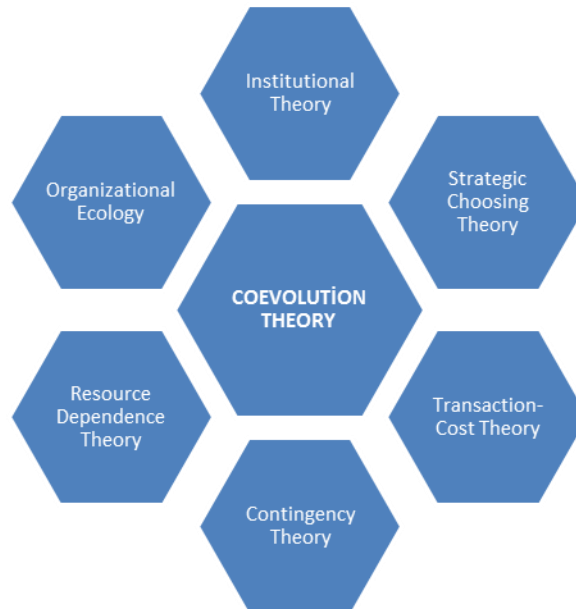 Institutional
Theory
Strategic
Choosing
Theory
Organizational
Ecology
COEVOLUTİON
THEORY
Resource
Dependence
Theory
Transaction-
Cost Theory
Contingency
Theory